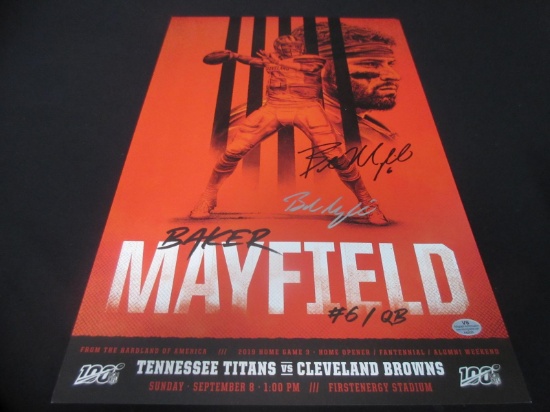 BAKER
MAYFIELD
#6/QB
FROM THE HARDLAND OF AMERICA /// 2019 HOME GAME 1 - HOME OPENER / FANTENNIAL / ALUMNI WEEKEND
100
TENNESSEE TITANS VS CLEVELAND BROWNS
100
SUNDAY - SEPTEMBER 8 - 1:00 PM /// FIRSTENERGY STADIUM